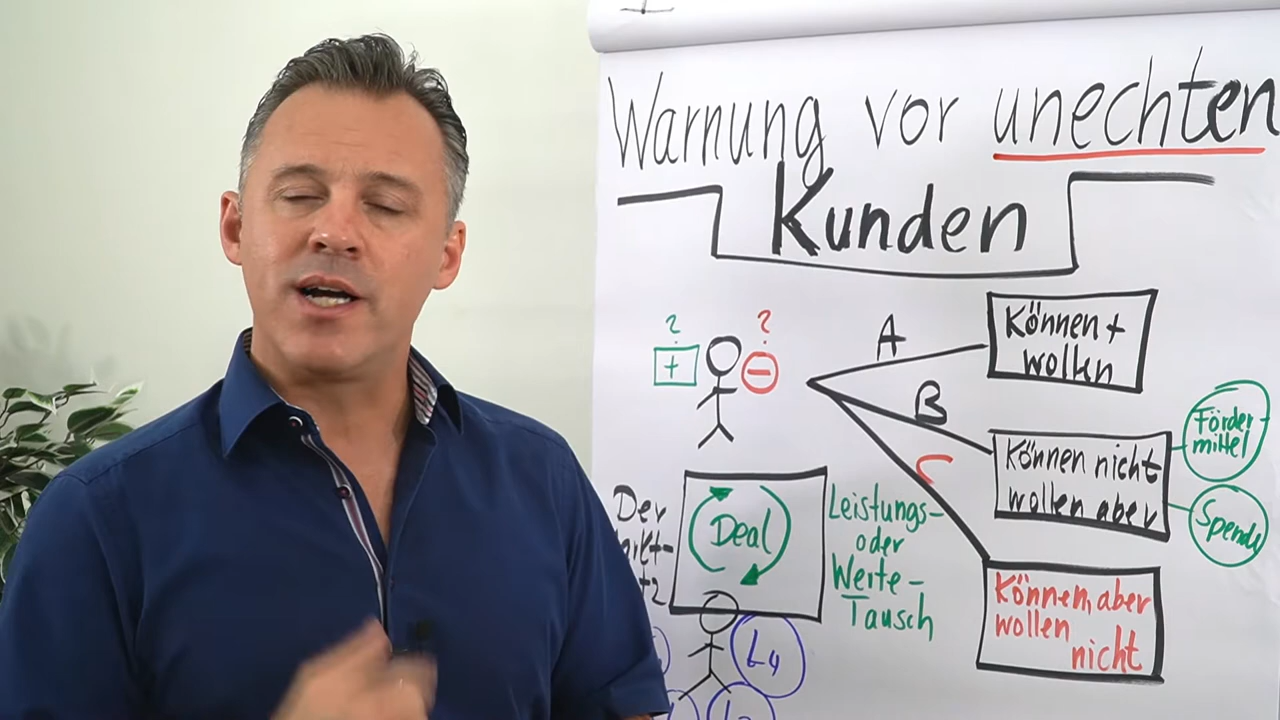 Warnung vor unechten
Kunden
? ?
+ −
A
B
C
Können +
wollen
Können nicht
wollen aber
Förder-
mittel
Spende
Können, aber
wollen
nicht
Der
Deal
Leistungs-
oder
Werte-
Tausch
L4